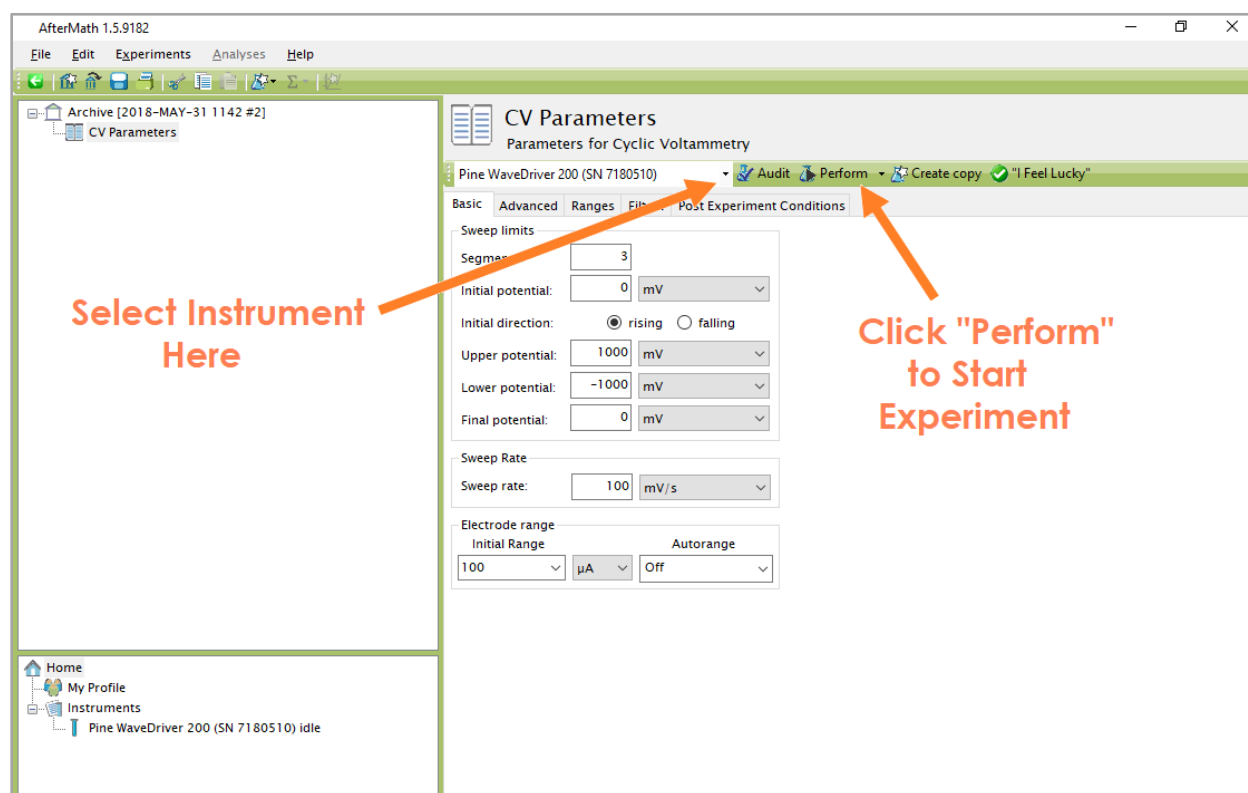 AfterMath 1.5.9182
File Edit Experiments Analyses Help
Archive [2018-MAY-31 1142 #2]
CV Parameters
CV Parameters
Parameters for Cyclic Voltammetry
Pine WaveDriver 200 (SN 7180510) Audit Perform Create copy "I Feel Lucky"
Basic Advanced Ranges Post Experiment Conditions
Sweep limits
3
Initial potential: 0 mV
Initial direction: rising falling
Upper potential: 1000 mV
Lower potential: -1000 mV
Final potential: 0 mV
Sweep Rate
Sweep rate: 100 mV/s
Electrode range
Initial Range Autorange
100 µA Off
Select Instrument
Here
Click "Perform"
to Start
Experiment
Home
My Profile
Instruments
Pine WaveDriver 200 (SN 7180510) idle